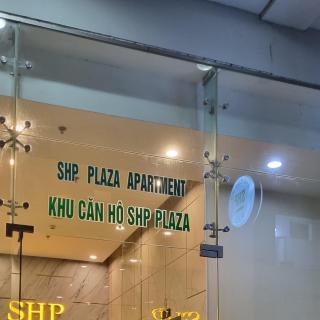 SHP PLAZA APARTMENT
KHU CĂN HỘ SHP PLAZA
SHP